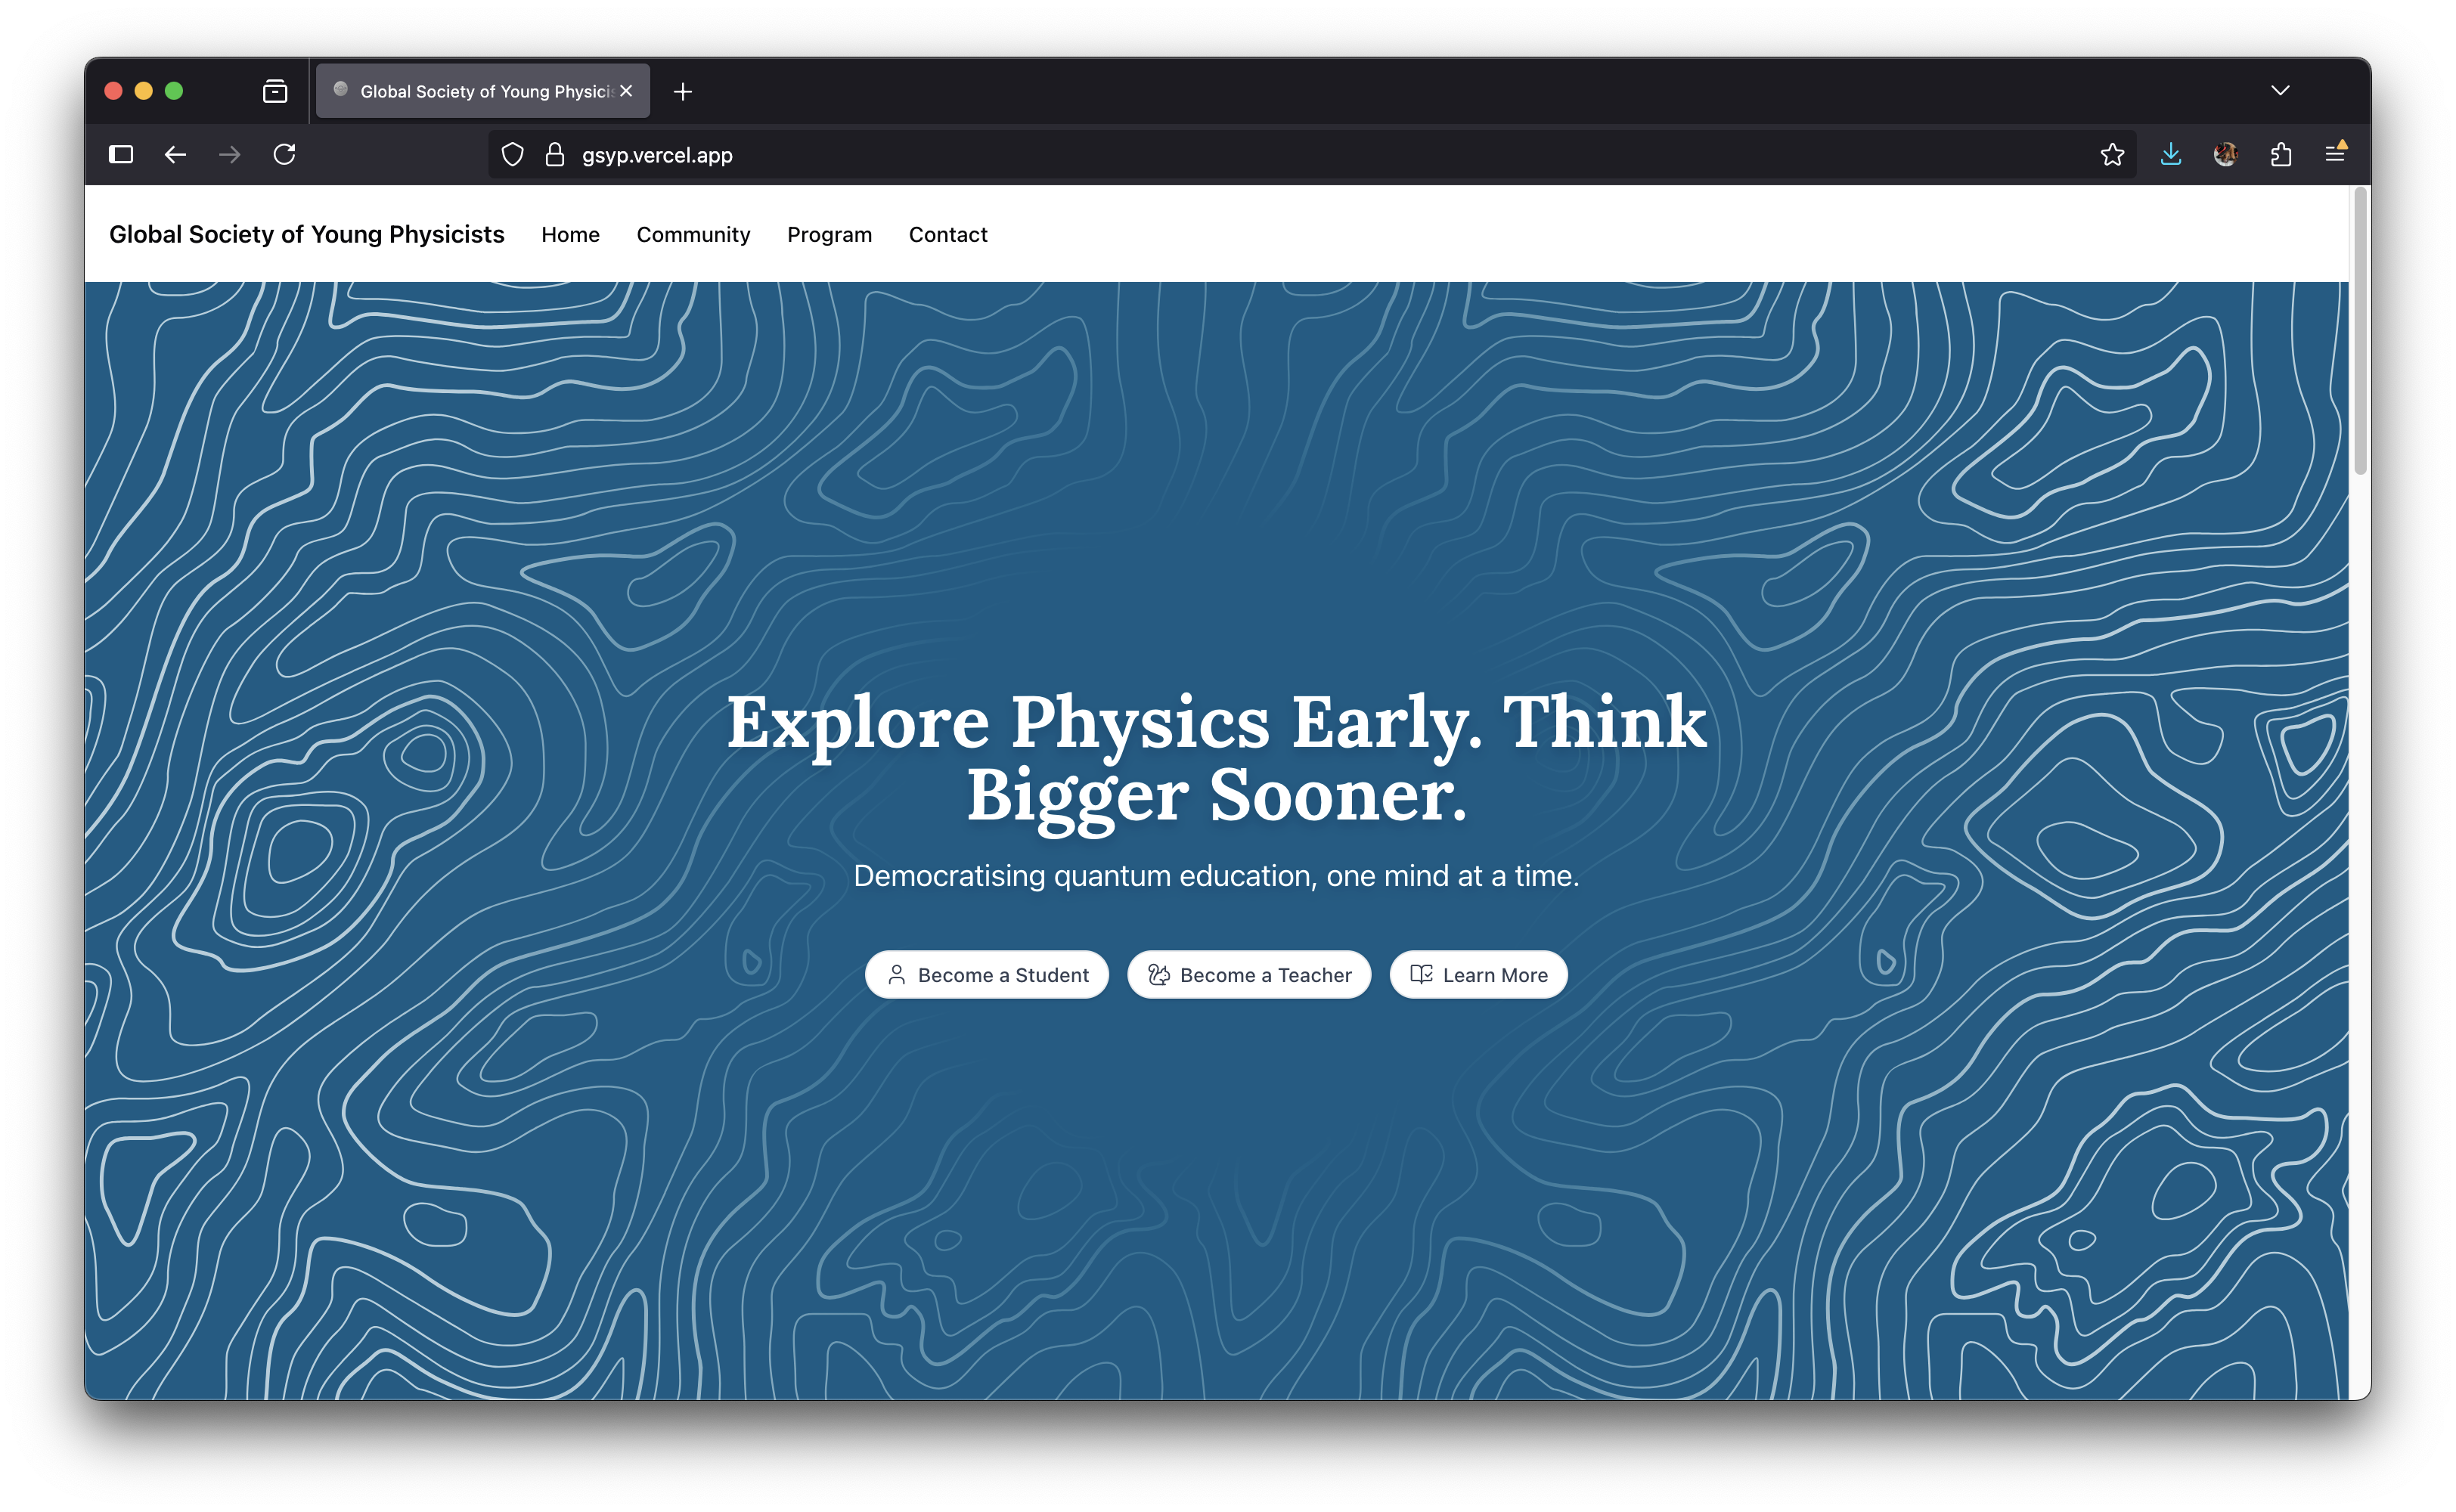 Global Society of Young Physici
gsyp.vercel.app
Global Society of Young Physicists Home Community Program Contact
Explore Physics Early. Think
Bigger Sooner.
Democratising quantum education, one mind at a time.
Become a Student Become a Teacher Learn More